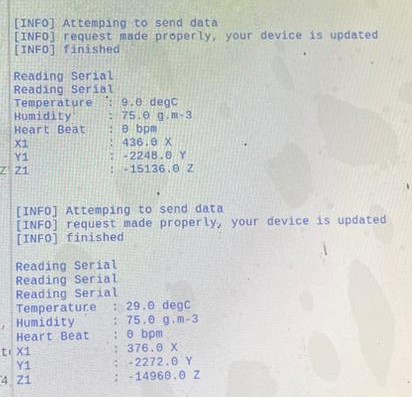 [INFO] Attemping to send data
[INFO] request made properly, your device is updated
[INFO] finished
Reading Serial
Reading Serial
Temperature : 9.0 degC
Humidity : 75.0 g.m-3
Heart Beat : 0 bpm
X1 : 436.0 X
Y1 : -2248.0 Y
Z1 : -15136.0 Z
[INFO] Attemping to send data
[INFO] request made properly, your device is updated
[INFO] finished
Reading Serial
Reading Serial
Reading Serial
Temperature : 29.0 degC
Humidity : 75.0 g.m-3
Heart Beat : 0 bpm
X1 : 376.0 X
Y1 : -2272.0 Y
Z1 : -14960.0 Z